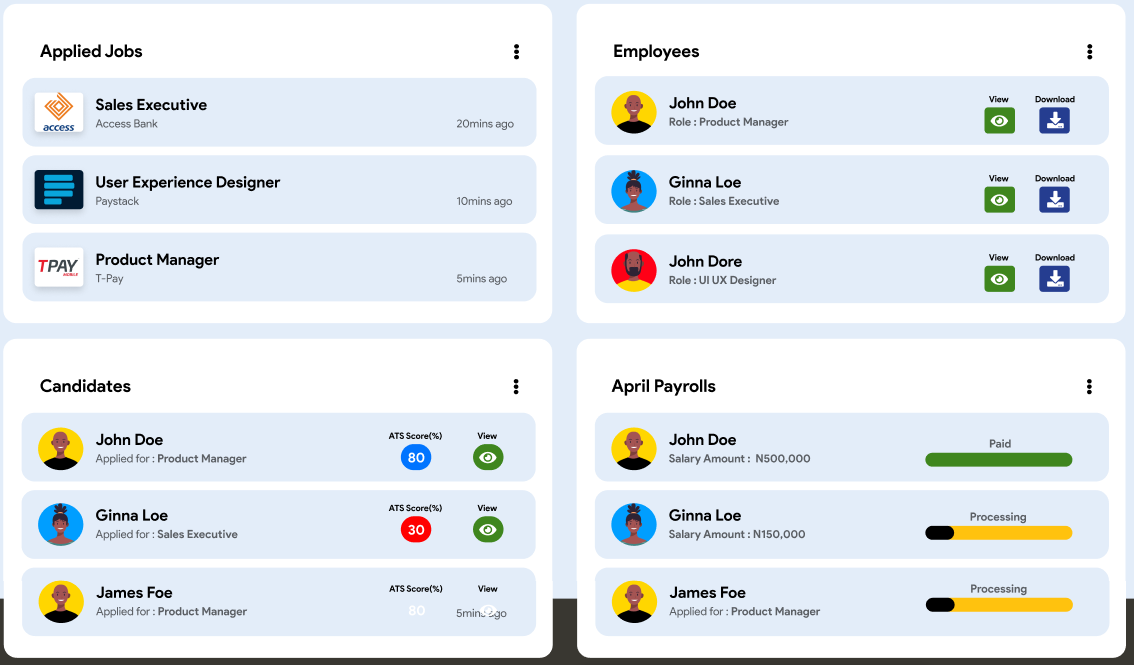 Applied Jobs
access
Sales Executive
Access Bank
20mins ago
User Experience Designer
Paystack
10mins ago
TPAY
MOBILE
Product Manager
T-Pay
5mins ago
Employees
John Doe
Role : Product Manager
View
Download
Ginna Loe
Role : Sales Executive
View
Download
John Dore
Role : UI UX Designer
View
Download
Candidates
John Doe
Applied for : Product Manager
ATS Score(%)
80
View
Ginna Loe
Applied for : Sales Executive
ATS Score(%)
30
View
James Foe
Applied for : Product Manager
ATS Score(%)
80
View
5mins ago
April Payrolls
John Doe
Salary Amount : N500,000
Paid
Ginna Loe
Salary Amount : N150,000
Processing
James Foe
Applied for : Product Manager
Processing